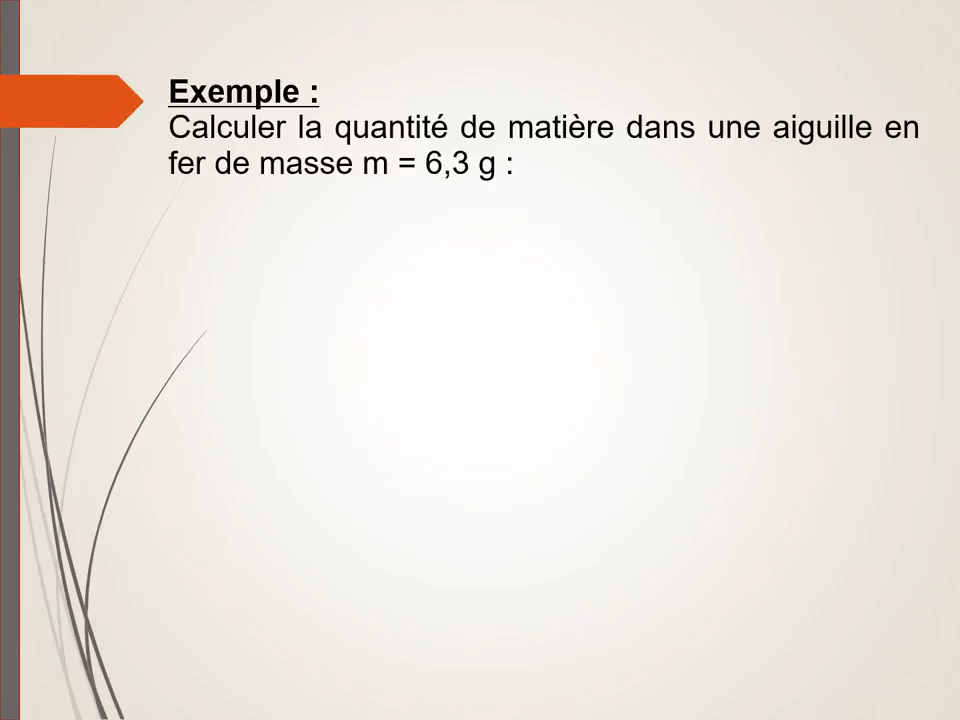 Exemple :
Calculer la quantité de matière dans une aiguille en
fer de masse m = 6,3 g :